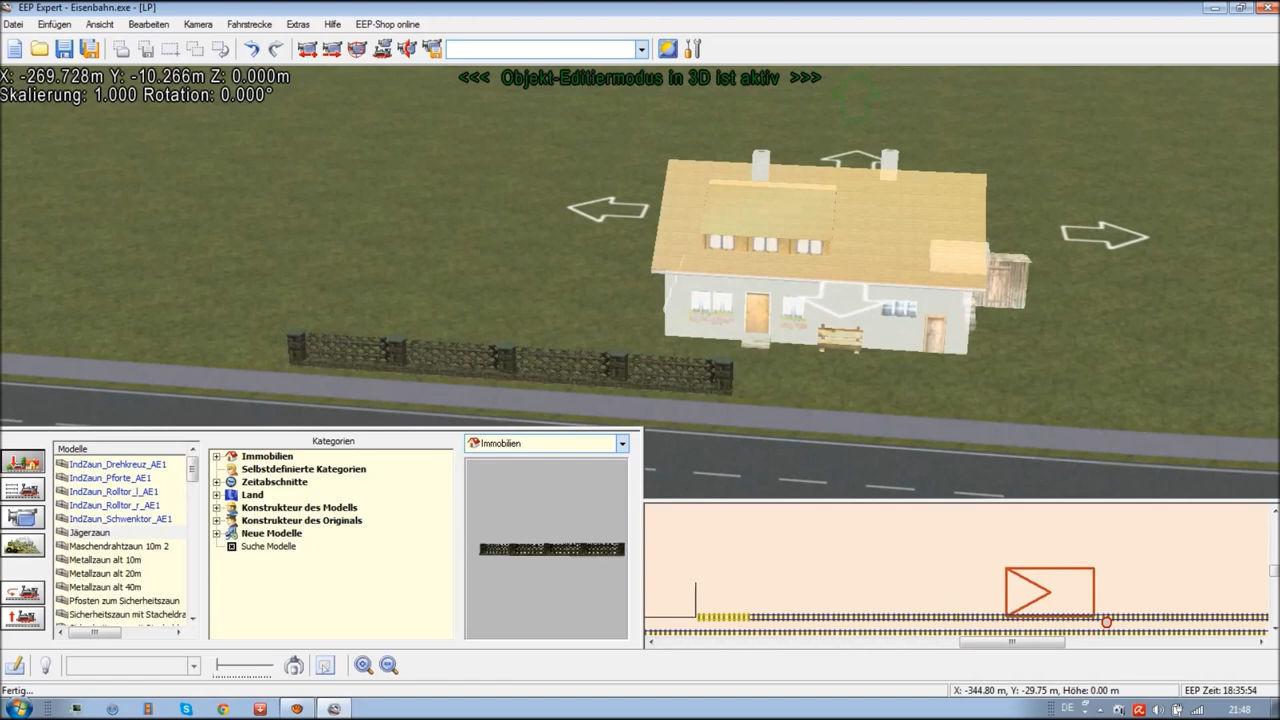 EEP Expert - Eisenbahn.exe - [LP]
Datei Einfügen Ansicht Bearbeiten Kamera Fahrstrecke Extras Hilfe EEP-Shop online
X: -269.728m Y: -10.266m Z: 0.000m
<<< Objekt-Editiermodus in 3D ist aktiv >>>
Skalierung: 1.000 Rotation: 0.000°
Modelle
IndZaun_Drehkreuz_AE1
IndZaun_Pforte_AE1
IndZaun_Rolltor_l_AE1
IndZaun_Rolltor_r_AE1
IndZaun_Schwenktor_AE1
Jägerzaun
Maschendrahtzaun 10m 2
Metallzaun alt 10m
Metallzaun alt 20m
Metallzaun alt 40m
Pfosten zum Sicherheitszaun
Sicherheitszaun mit Stacheldra
Kategorien
Immobilien
Selbstdefinierte Kategorien
Zeitabschnitte
Land
Konstrukteur des Modells
Konstrukteur des Originals
Neue Modelle
Suche Modelle
Immobilien
Fertig...
X: -344.80 m, Y: -29.75 m, Höhe: 0.00 m
EEP Zeit: 18:35:54
DE
21:48